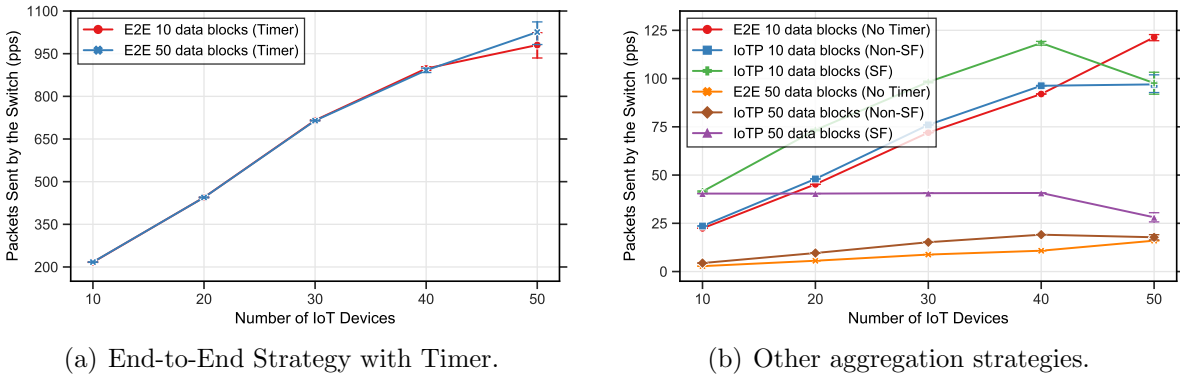 1100
950
800
650
500
350
200
Packets Sent by the Switch (pps)
E2E 10 data blocks (Timer)
E2E 50 data blocks (Timer)
10 20 30 40 50
Number of IoT Devices
(a) End-to-End Strategy with Timer.
125
100
75
50
25
0
Packets Sent by the Switch (pps)
E2E 10 data blocks (No Timer)
IoTP 10 data blocks (Non-SF)
IoTP 10 data blocks (SF)
E2E 50 data blocks (No Timer)
IoTP 50 data blocks (Non-SF)
IoTP 50 data blocks (SF)
10 20 30 40 50
Number of IoT Devices
(b) Other aggregation strategies.